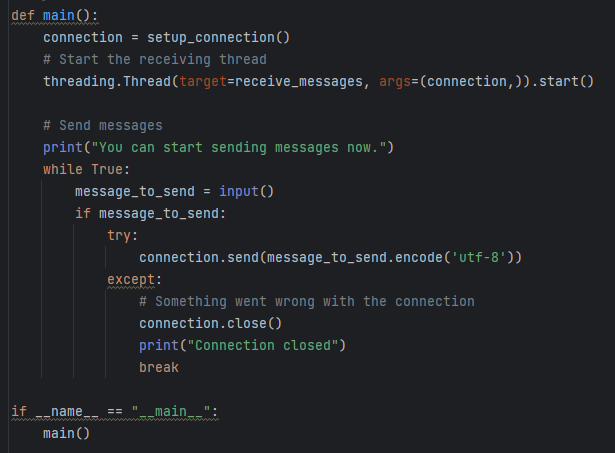 def main():
    connection = setup_connection()
    # Start the receiving thread
    threading.Thread(target=receive_messages, args=(connection,)).start()

    # Send messages
    print("You can start sending messages now.")
    while True:
        message_to_send = input()
        if message_to_send:
            try:
                connection.send(message_to_send.encode('utf-8'))
            except:
                # Something went wrong with the connection
                connection.close()
                print("Connection closed")
                break

if __name__ == "__main__":
    main()